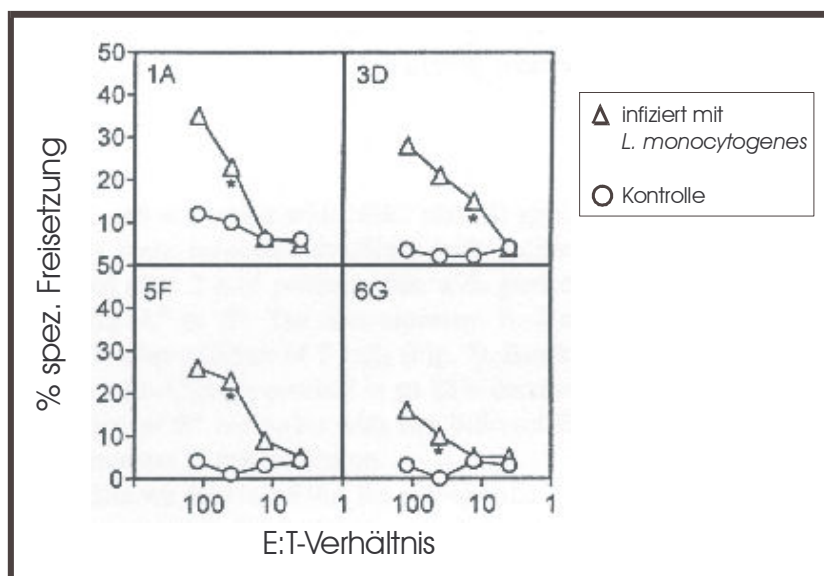 50
1A
3D
40
30
20
*
*
10
50
5F
6G
40
30
20
*
10
*
0
100 10 1 100 10 1
% spez. Freisetzung
E:T-Verhältnis
infiziert mit
L. monocytogenes
Kontrolle